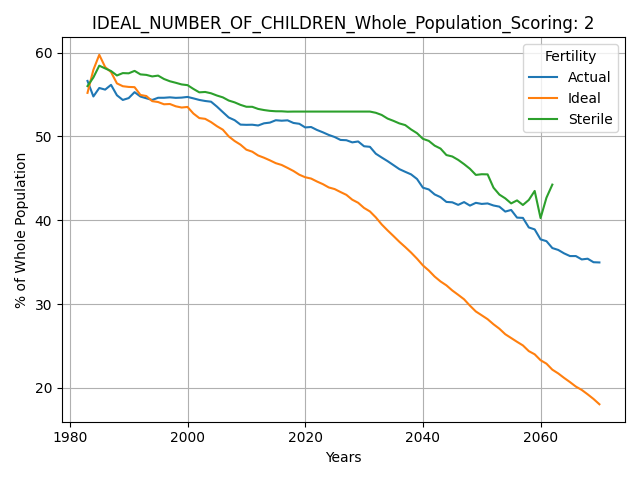 IDEAL_NUMBER_OF_CHILDREN_Whole_Population_Scoring: 2
Fertility
Actual
Ideal
Sterile
% of Whole Population
60
50
40
30
20
1980
2000
2020
2040
2060
Years